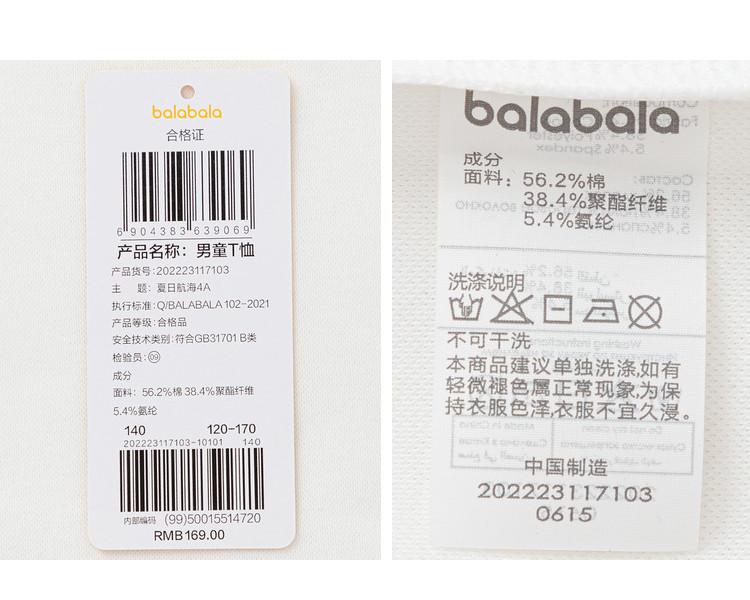 balabala
合格证
6 904383 639069
产品名称：男童T恤
产品货号：202223117103
主 题：夏日航海4A
执行标准：Q/BALABALA 102-2021
产品等级：合格品
安全技术类别：符合GB31701 B类
检验员：09
成分
面料：56.2%棉 38.4%聚酯纤维
5.4%氨纶
140 120-170
202223117103-10101 140
内部编码 (99)50015514720
RMB169.00
balabala
成分
面料：56.2%棉
38.4%聚酯纤维
5.4%氨纶
洗涤说明
不可干洗
本商品建议单独洗涤,如有
轻微褪色属正常现象,为保
持衣服色泽,衣服不宜久浸。
中国制造
202223117103
0615